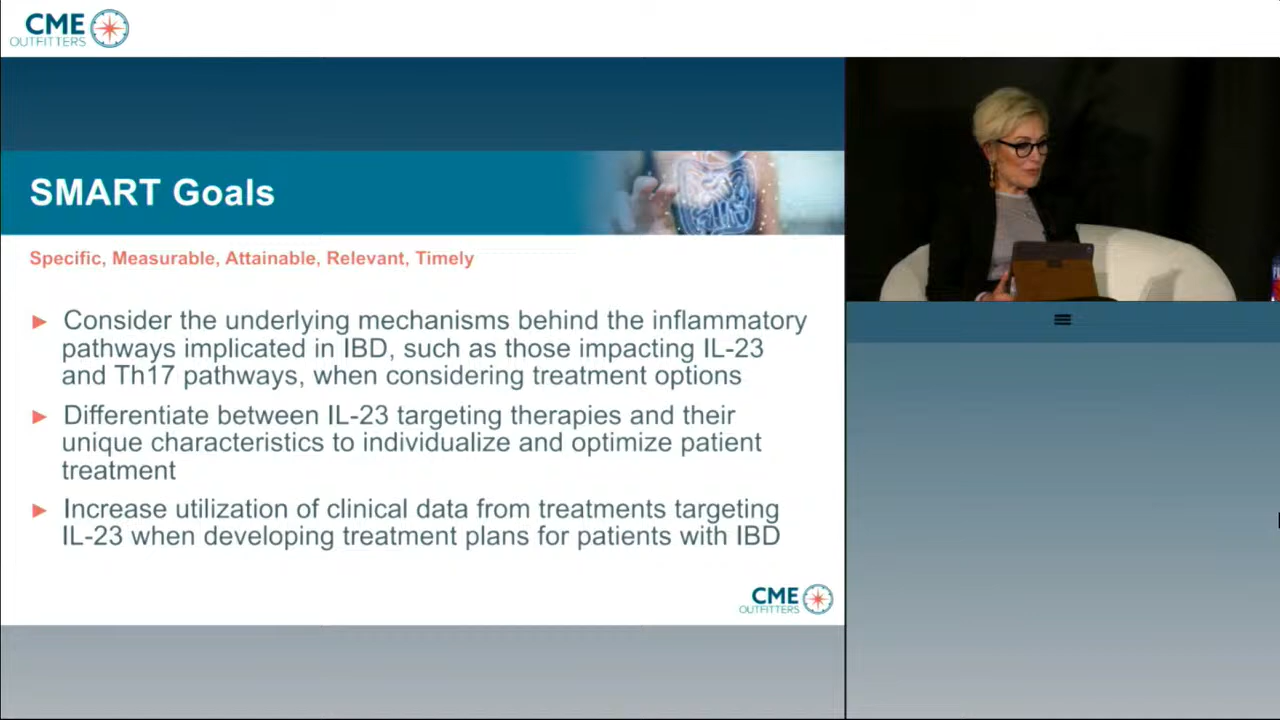 CME
OUTFITTERS
SMART Goals
Specific, Measurable, Attainable, Relevant, Timely
Consider the underlying mechanisms behind the inflammatory
pathways implicated in IBD, such as those impacting IL-23
and Th17 pathways, when considering treatment options
Differentiate between IL-23 targeting therapies and their
unique characteristics to individualize and optimize patient
treatment
Increase utilization of clinical data from treatments targeting
IL-23 when developing treatment plans for patients with IBD
CME
OUTFITTERS